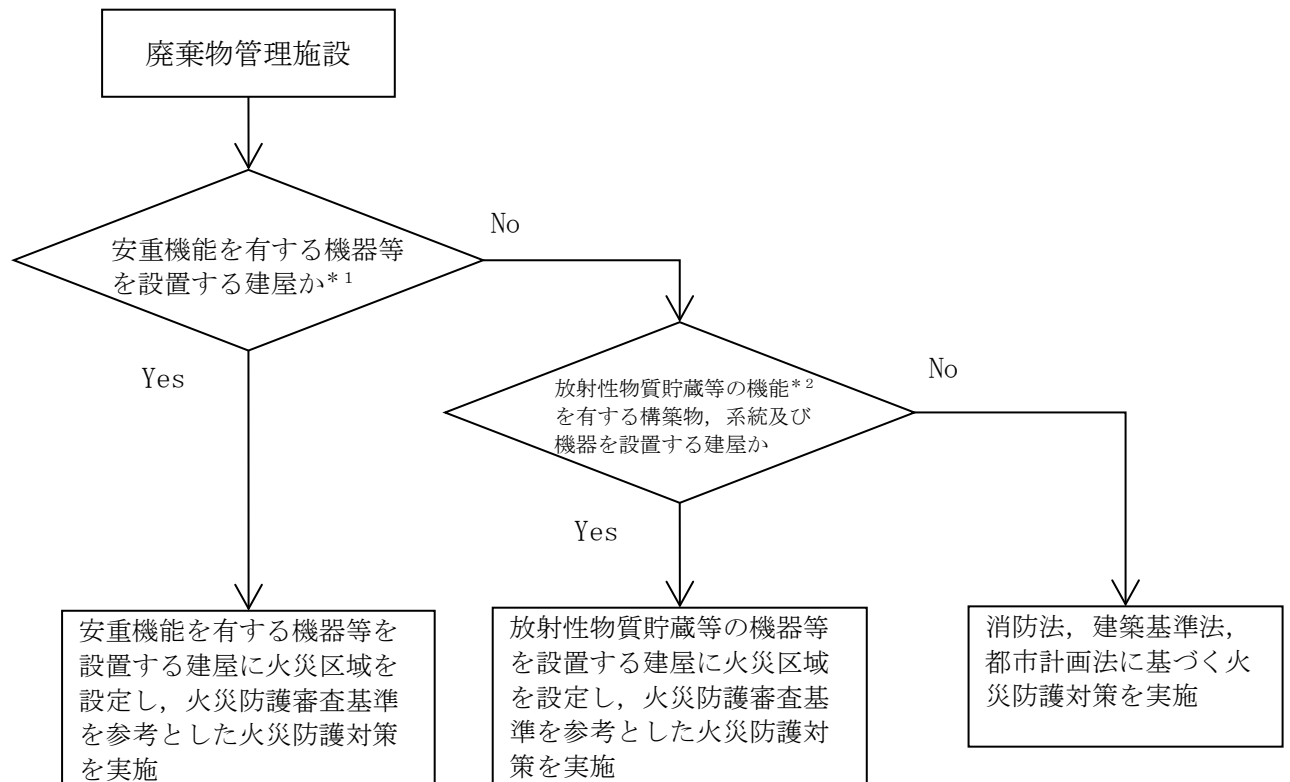 廃棄物管理施設
安重機能を有する機器等
を設置する建屋か*1
No
Yes
放射性物質貯蔵等の機能*2
を有する構築物，系統及び
機器を設置する建屋か
No
Yes
安重機能を有する機器等を
設置する建屋に火災区域を
設定し，火災防護審査基準
を参考とした火災防護対策
を実施
放射性物質貯蔵等の機器等
を設置する建屋に火災区域
を設定し，火災防護審査基
準を参考とした火災防護対
策を実施
消防法，建築基準法，
都市計画法に基づく火
災防護対策を実施